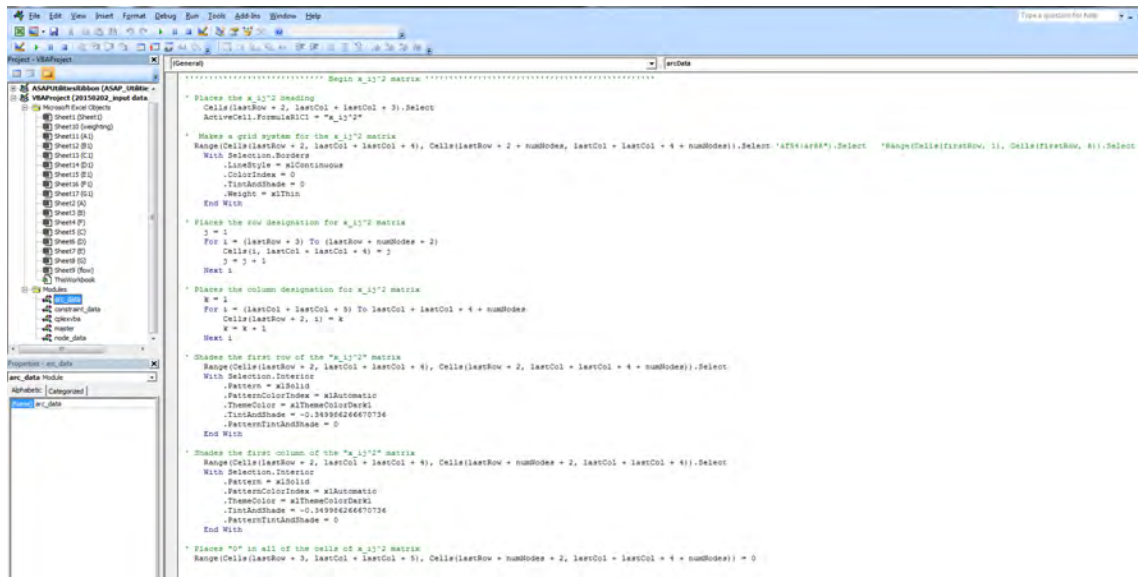 File Edit View Insert Format Debug Run Tools Add-Ins Window Help
Type a question for help
Project - VBAProject
(General)
arcData
ASAPUtilitiesRibbon (ASAP_Utilitie
VBAProject (20150202_input data
Microsoft Excel Objects
Sheet1 (Sheet1)
Sheet10 (weighting)
Sheet11 (A1)
Sheet12 (B1)
Sheet13 (C1)
Sheet14 (D1)
Sheet15 (E1)
Sheet16 (F1)
Sheet17 (G1)
Sheet2 (A)
Sheet3 (B)
Sheet4 (F)
Sheet5 (C)
Sheet6 (D)
Sheet7 (E)
Sheet8 (G)
Sheet9 (flow)
TheWorkbook
Modules
arc_data
constraint_data
cplexvba
master
node_data
Properties - arc_data
arc_data Module
Alphabetic Categorized
(Name) arc_data
Begin x_ij^2 matrix
' Places the x_ij^2 heading
Cells(lastRow + 2, lastCol + lastCol + 3).Select
ActiveCell.FormulaR1C1 = "x_ij^2"
' Makes a grid system for the x_ij^2 matrix
Range(Cells(lastRow + 2, lastCol + lastCol + 4), Cells(lastRow + 2 + numNodes, lastCol + lastCol + 4 + numNodes)).Select 'Range(Cells(firstRow, 1), Cells(firstRow, 8)).Select
With Selection.Borders
.LineStyle = xlContinuous
.ColorIndex = 0
.TintAndShade = 0
.Weight = xlThin
End With
' Places the row designation for x_ij^2 matrix
j = 1
For i = (lastRow + 3) To (lastRow + numNodes + 2)
Cells(i, lastCol + lastCol + 4) = j
j = j + 1
Next i
' Places the column designation for x_ij^2 matrix
k = 1
For i = (lastCol + lastCol + 5) To lastCol + lastCol + 4 + numNodes
Cells(lastRow + 2, i) = k
k = k + 1
Next i
' Shades the first row of the "x_ij^2" matrix
Range(Cells(lastRow + 2, lastCol + lastCol + 4), Cells(lastRow + 2, lastCol + lastCol + 4 + numNodes)).Select
With Selection.Interior
.Pattern = xlSolid
.PatternColorIndex = xlAutomatic
.ThemeColor = xlThemeColorDark1
.TintAndShade = -0.349986266670736
.PatternTintAndShade = 0
End With
' Shades the first column of the "x_ij^2" matrix
Range(Cells(lastRow + 2, lastCol + lastCol + 4), Cells(lastRow + numNodes + 2, lastCol + lastCol + 4)).Select
With Selection.Interior
.Pattern = xlSolid
.PatternColorIndex = xlAutomatic
.ThemeColor = xlThemeColorDark1
.TintAndShade = -0.349986266670736
.PatternTintAndShade = 0
End With
' Places "0" in all of the cells of x_ij^2 matrix
Range(Cells(lastRow + 3, lastCol + lastCol + 5), Cells(lastRow + numNodes + 2, lastCol + lastCol + 4 + numNodes)) = 0